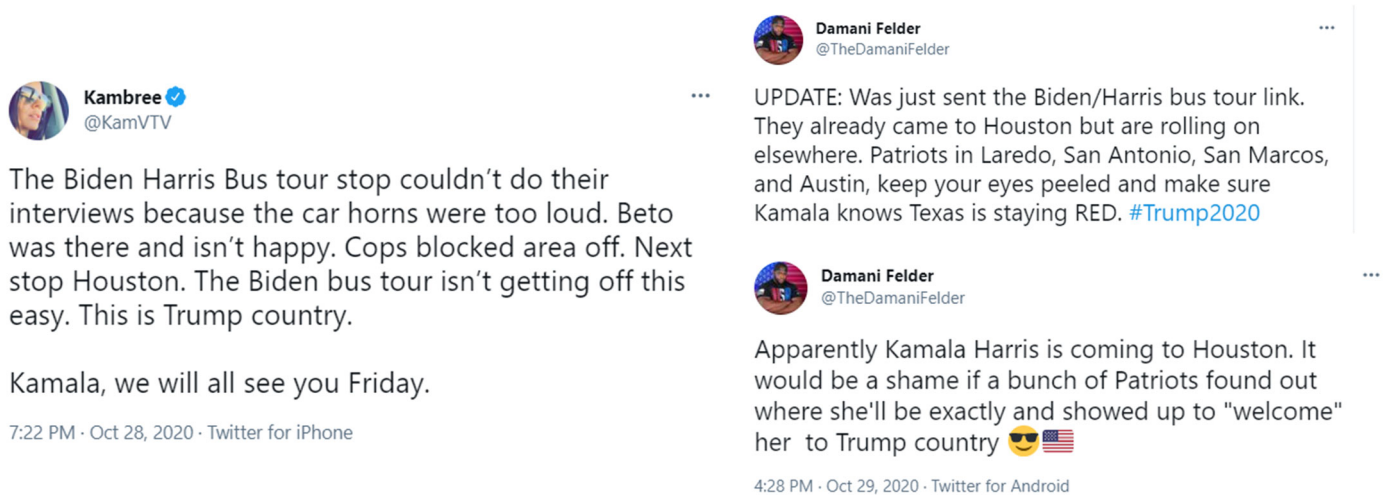 Kambree
@KamVTV
The Biden Harris Bus tour stop couldn't do their
interviews because the car horns were too loud. Beto
was there and isn't happy. Cops blocked area off. Next
stop Houston. The Biden bus tour isn't getting off this
easy. This is Trump country.
Kamala, we will all see you Friday.
7:22 PM · Oct 28, 2020 · Twitter for iPhone
Damani Felder
@TheDamaniFelder
UPDATE: Was just sent the Biden/Harris bus tour link.
They already came to Houston but are rolling on
elsewhere. Patriots in Laredo, San Antonio, San Marcos,
and Austin, keep your eyes peeled and make sure
Kamala knows Texas is staying RED. #Trump2020
Damani Felder
@TheDamaniFelder
Apparently Kamala Harris is coming to Houston. It
would be a shame if a bunch of Patriots found out
where she'll be exactly and showed up to "welcome"
her to Trump country 😎🇺🇸
4:28 PM · Oct 29, 2020 · Twitter for Android